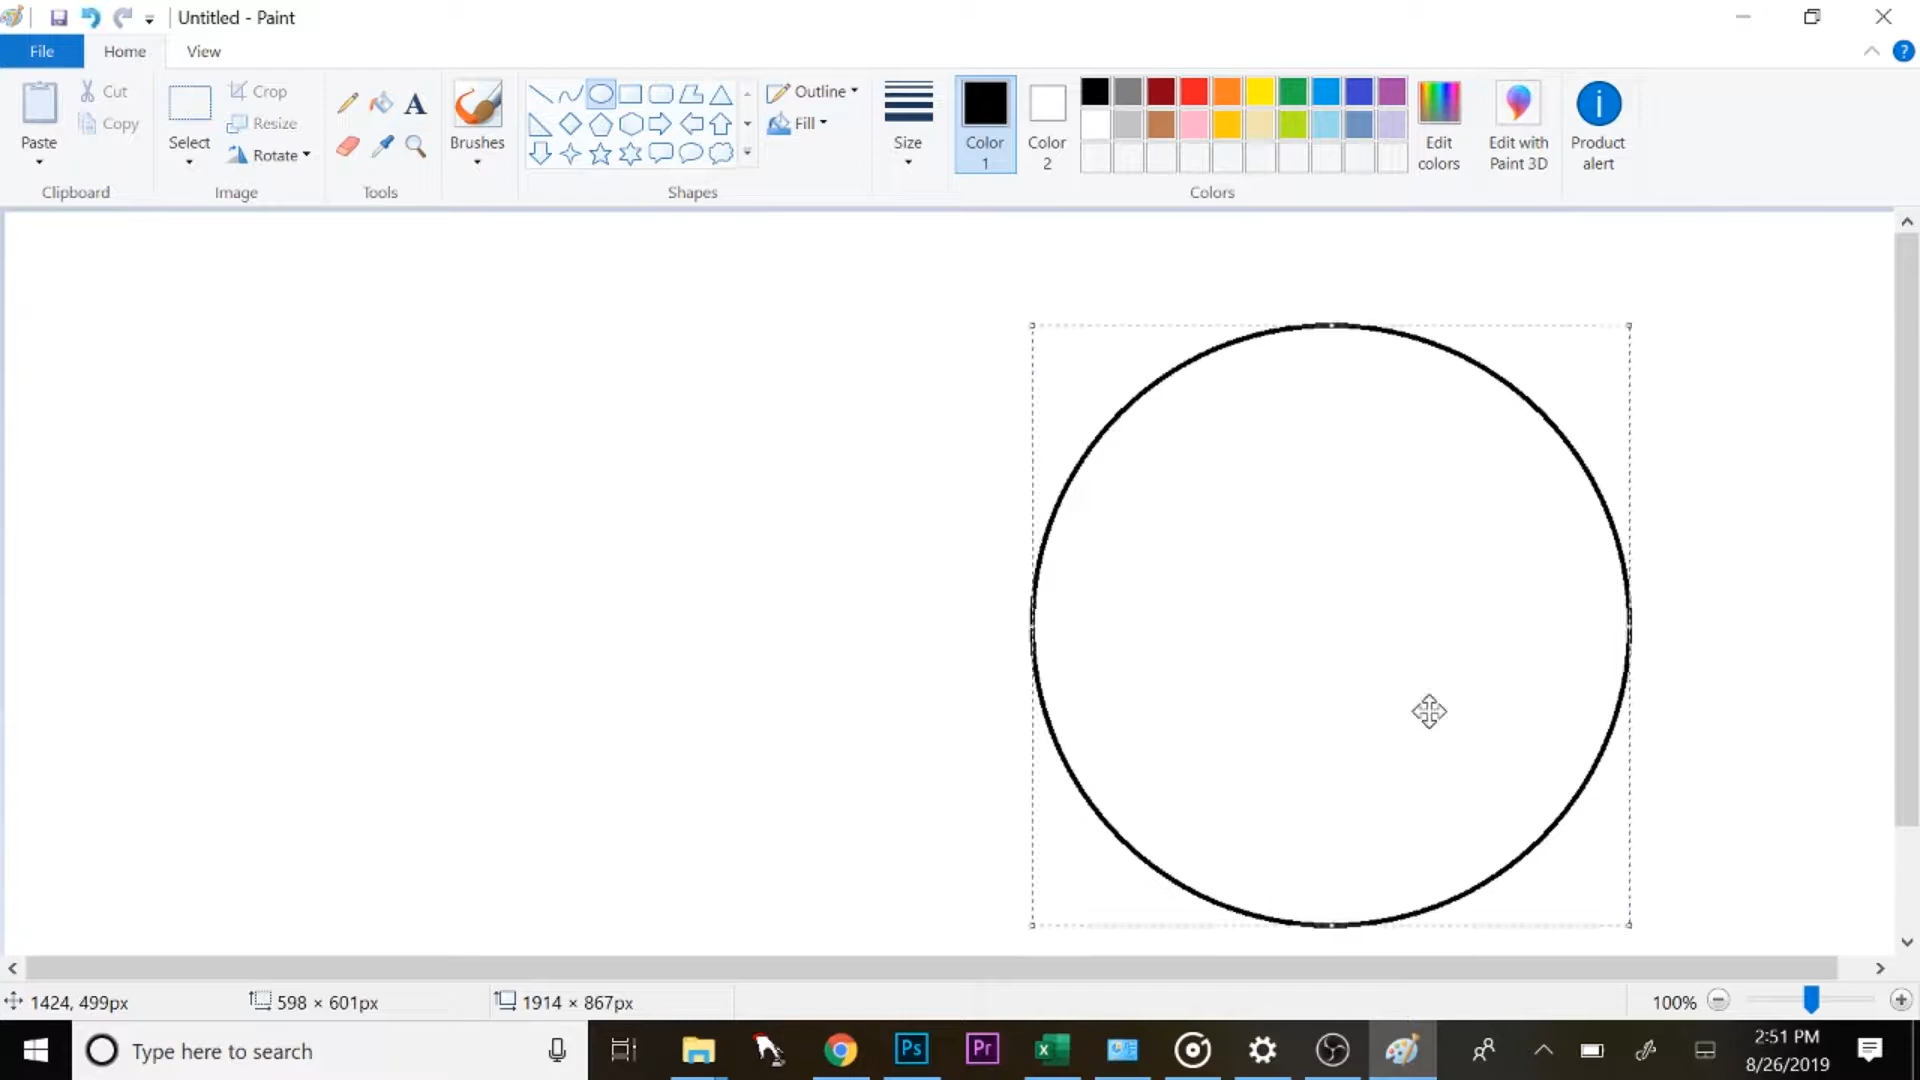 Untitled - Paint
File Home View
Paste
Cut
Copy
Clipboard
Select
Crop
Resize
Rotate
Image
A
Tools
Brushes
Shapes
Outline
Fill
Size
Color 1
Color 2
Colors
Edit colors
Edit with Paint 3D
Product alert
1424, 499px
598 × 601px
1914 × 867px
100%
Type here to search
Ps
Pr
2:51 PM
8/26/2019